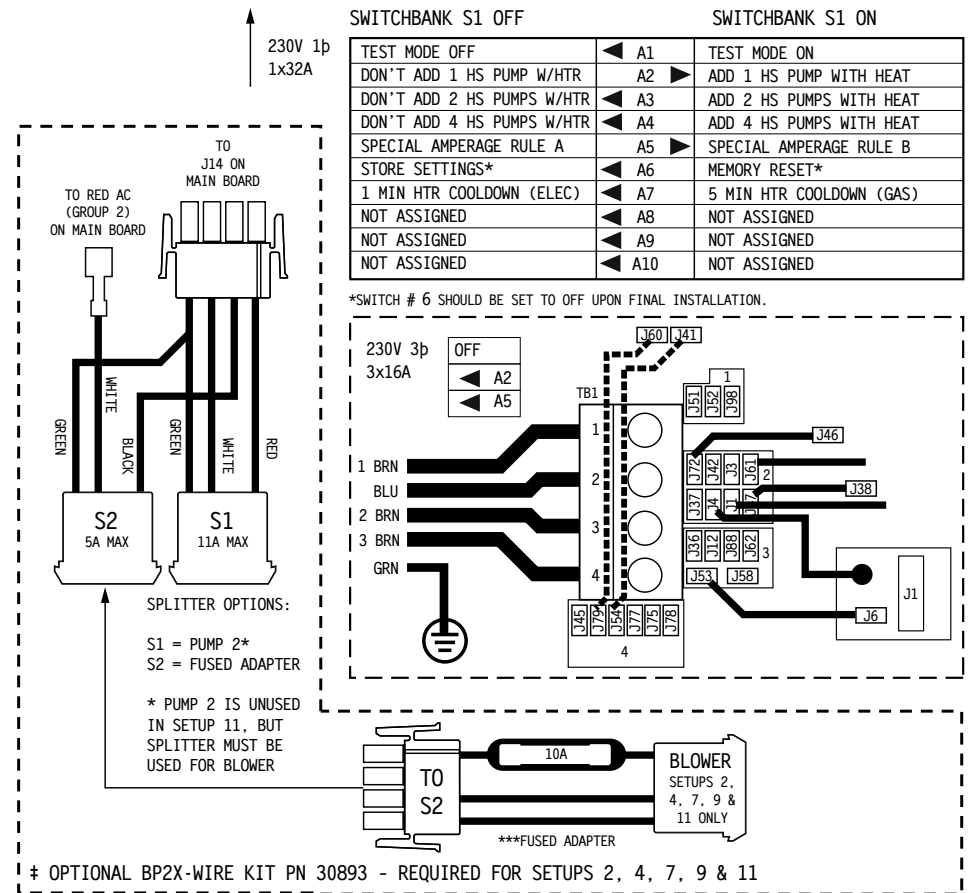 230V 1þ
1x32A
SWITCHBANK S1 OFF
SWITCHBANK S1 ON
TEST MODE OFF A1 TEST MODE ON
DON'T ADD 1 HS PUMP W/HTR A2 ADD 1 HS PUMP WITH HEAT
DON'T ADD 2 HS PUMPS W/HTR A3 ADD 2 HS PUMPS WITH HEAT
DON'T ADD 4 HS PUMPS W/HTR A4 ADD 4 HS PUMPS WITH HEAT
SPECIAL AMPERAGE RULE A A5 SPECIAL AMPERAGE RULE B
STORE SETTINGS* A6 MEMORY RESET*
1 MIN HTR COOLDOWN (ELEC) A7 5 MIN HTR COOLDOWN (GAS)
NOT ASSIGNED A8 NOT ASSIGNED
NOT ASSIGNED A9 NOT ASSIGNED
NOT ASSIGNED A10 NOT ASSIGNED
*SWITCH # 6 SHOULD BE SET TO OFF UPON FINAL INSTALLATION.
TO
J14 ON
MAIN BOARD
TO RED AC
(GROUP 2)
ON MAIN BOARD
GREEN
WHITE
BLACK
GREEN
WHITE
RED
S2
5A MAX
S1
11A MAX
SPLITTER OPTIONS:
S1 = PUMP 2*
S2 = FUSED ADAPTER
* PUMP 2 IS UNUSED
IN SETUP 11, BUT
SPLITTER MUST BE
USED FOR BLOWER
230V 3þ
3x16A
OFF
A2
A5
J60 J41
TB1
1
2
3
4
1 BRN
BLU
2 BRN
3 BRN
GRN
1
J51 J52 J98
J72 J42 J3 J61
2
J37 J4 J1
J36 J12 J88 J62
3
J53 J58
J45 J79 J54 J77 J75 J78
4
J46
J38
J1
J6
TO
S2
10A
***FUSED ADAPTER
BLOWER
SETUPS 2,
4, 7, 9 &
11 ONLY
‡ OPTIONAL BP2X-WIRE KIT PN 30893 - REQUIRED FOR SETUPS 2, 4, 7, 9 & 11